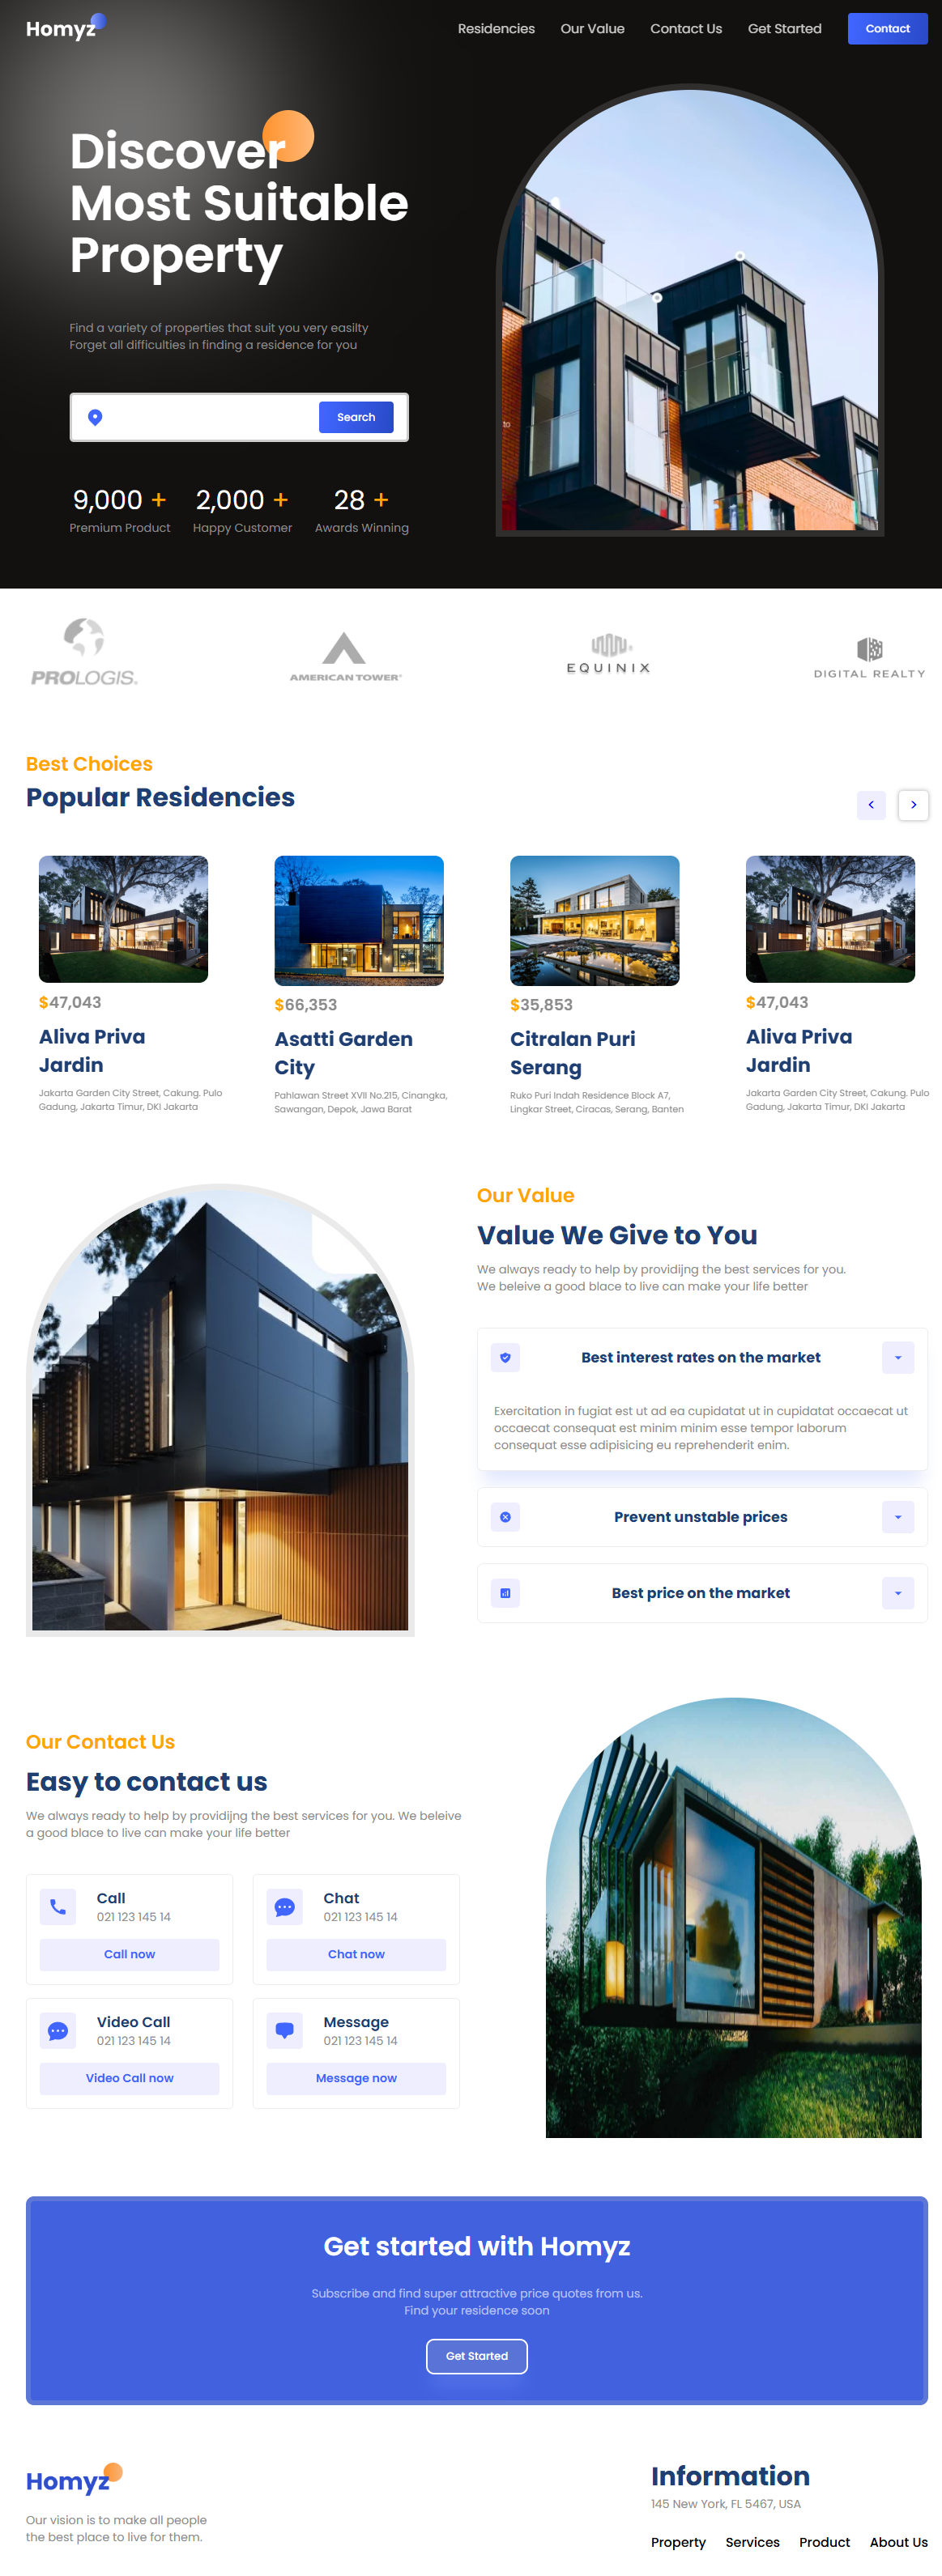 Homyz
Residencies Our Value Contact Us Get Started Contact
Discover
Most Suitable
Property
Find a variety of properties that suit you very easilty
Forget all difficulties in finding a residence for you
Search
9,000 + 2,000 + 28 +
Premium Product Happy Customer Awards Winning
to
PROLOGIS.
AMERICAN TOWER®
EQUINIX
DIGITAL REALTY
Best Choices
Popular Residencies
< >
$47,043
Aliva Priva
Jardin
Jakarta Garden City Street, Cakung. Pulo
Gadung, Jakarta Timur, DKI Jakarta
$66,353
Asatti Garden
City
Pahlawan Street XVII No.215, Cinangka,
Sawangan, Depok, Jawa Barat
$35,853
Citralan Puri
Serang
Ruko Puri Indah Residence Block A7,
Lingkar Street, Ciracas, Serang, Banten
$47,043
Aliva Priva
Jardin
Jakarta Garden City Street, Cakung. Pulo
Gadung, Jakarta Timur, DKI Jakarta
Our Value
Value We Give to You
We always ready to help by providijng the best services for you.
We beleive a good blace to live can make your life better
Best interest rates on the market
Exercitation in fugiat est ut ad ea cupidatat ut in cupidatat occaecat ut
occaecat consequat est minim minim esse tempor laborum
consequat esse adipisicing eu reprehenderit enim.
Prevent unstable prices
Best price on the market
Our Contact Us
Easy to contact us
We always ready to help by providijng the best services for you. We beleive
a good blace to live can make your life better
Call
021 123 145 14
Call now
Chat
021 123 145 14
Chat now
Video Call
021 123 145 14
Video Call now
Message
021 123 145 14
Message now
Get started with Homyz
Subscribe and find super attractive price quotes from us.
Find your residence soon
Get Started
Homyz
Our vision is to make all people
the best place to live for them.
Information
145 New York, FL 5467, USA
Property Services Product About Us